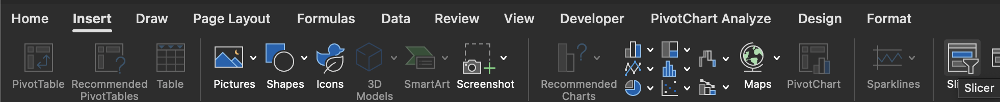 Home Insert Draw Page Layout Formulas Data Review View Developer PivotChart Analyze Design Format
PivotTable Recommended PivotTables Table Pictures Shapes Icons 3D Models SmartArt Screenshot Recommended Charts Maps PivotChart Sparklines Sli
Slicer